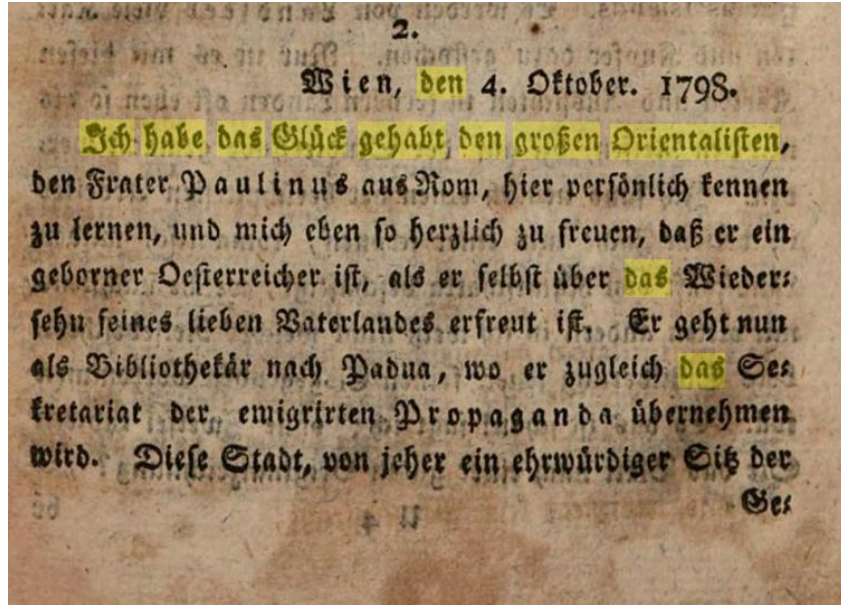 2.
Wien, den 4. Oktober. 1798.
Ich habe das Glück gehabt den großen Orientalisten,
den Frater Paulinus aus Rom, hier persönlich kennen
zu lernen, und mich eben so herzlich zu freuen, daß er ein
geborner Oesterreicher ist, als er selbst über das Wieder⸗
sehn seines lieben Vaterlandes erfreut ist. Er geht nun
als Bibliothekär nach Padua, wo er zugleich das Se⸗
kretariat der emigrirten Propaganda übernehmen
wird. Diese Stadt, von jeher ein ehrwürdiger Sitz der
Ge⸗